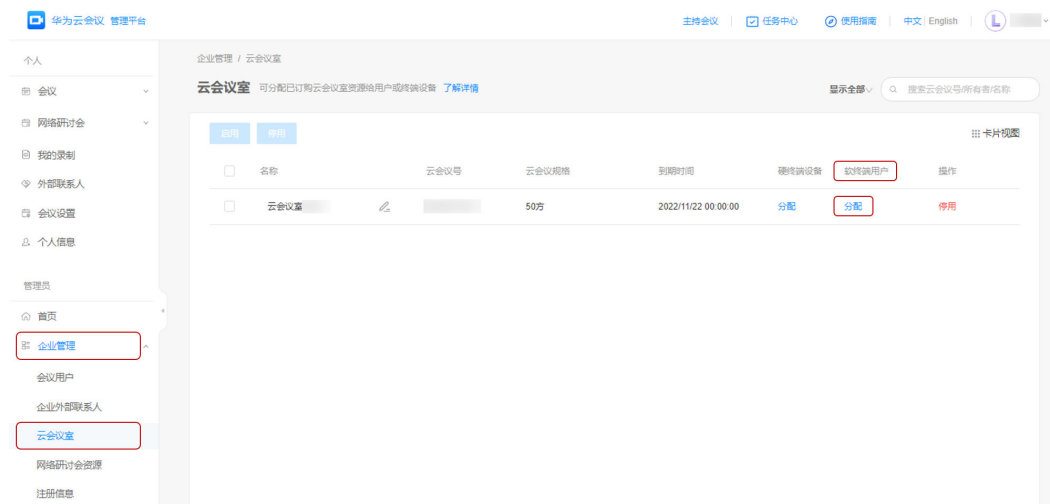 华为云会议 管理平台
主持会议 任务中心 使用指南 中文 | English L
个人
会议
网络研讨会
我的录制
外部联系人
会议设置
个人信息
管理员
首页
企业管理
会议用户
企业外部联系人
云会议室
网络研讨会资源
注册信息
企业管理 / 云会议室
云会议室 可分配已订购云会议室资源给用户或终端设备 了解详情
显示全部 搜索云会议号/所有者/名称
启用 停用 卡片视图
名称 云会议号 云会议规格 到期时间 硬终端设备 软终端用户 操作
云会议室 50方 2022/11/22 00:00:00 分配 分配 停用